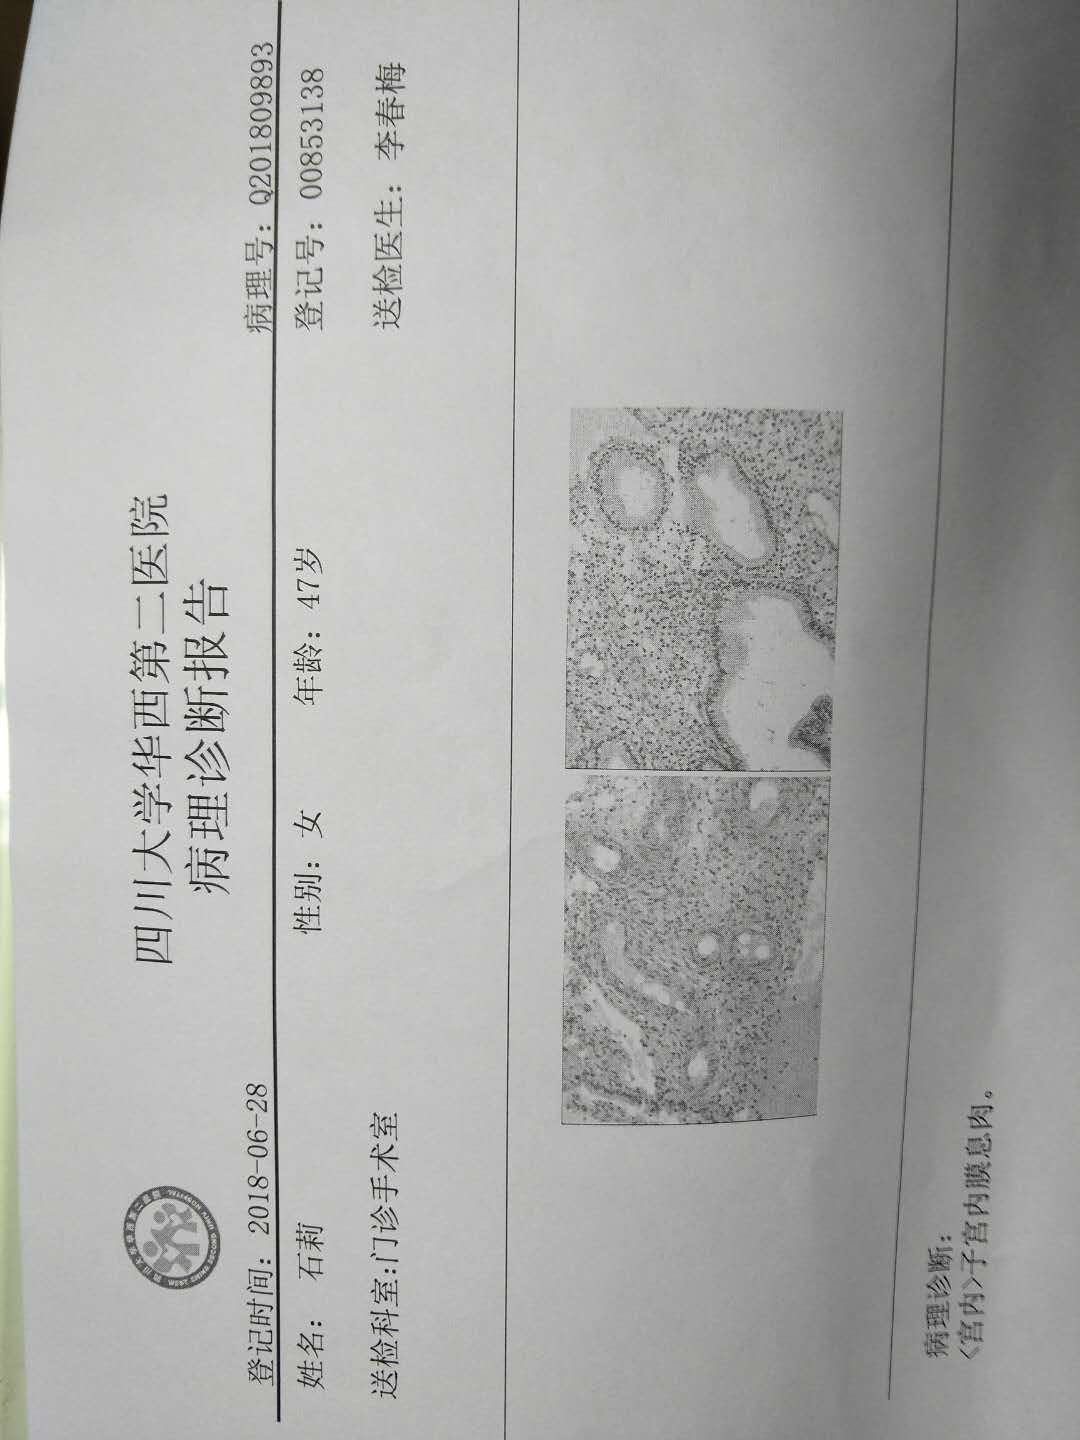 四川大学华西第二医院
病理诊断报告
登记时间: 2018-06-28 病理号: Q201809893
姓名: 石莉 性别: 女 年龄: 47岁 登记号: 00853138
送检科室:门诊手术室 送检医生: 李春梅
病理诊断:
<宫内>子宫内膜息肉。